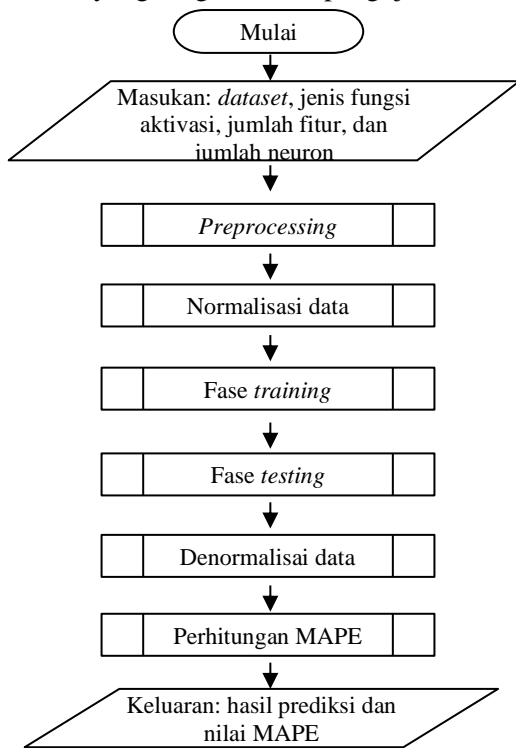 Mulai
Masukan: dataset, jenis fungsi
aktivasi, jumlah fitur, dan
jumlah neuron
Preprocessing
Normalisasi data
Fase training
Fase testing
Denormalisai data
Perhitungan MAPE
Keluaran: hasil prediksi dan
nilai MAPE